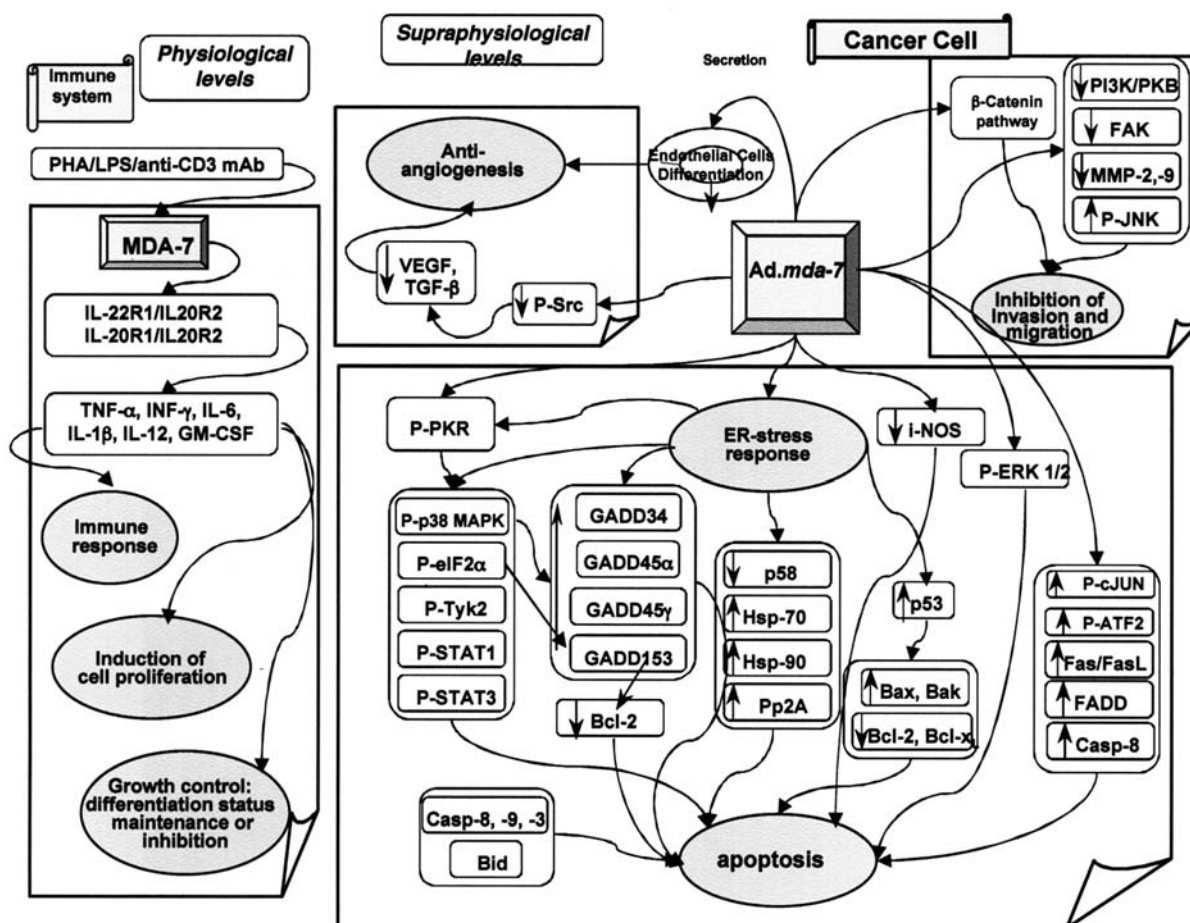 Immune
system
Physiological
levels
PHA/LPS/anti-CD3 mAb
MDA-7
IL-22R1/IL20R2
IL-20R1/IL20R2
TNF-α, INF-γ, IL-6,
IL-1β, IL-12, GM-CSF
Immune
response
Induction of
cell proliferation
Growth control:
differentiation status
maintenance or
inhibition
Supraphysiological
levels
Secretion
Anti-
angiogenesis
Endothelial Cells
Differentiation
VEGF,
TGF-β
P-Src
Ad.mda-7
Cancer Cell
β-Catenin
pathway
PI3K/PKB
FAK
MMP-2,-9
P-JNK
Inhibition of
Invasion and
migration
P-PKR
ER-stress
response
i-NOS
P-ERK 1/2
P-p38 MAPK
P-eIF2α
P-Tyk2
P-STAT1
P-STAT3
GADD34
GADD45α
GADD45γ
GADD153
Bcl-2
p58
Hsp-70
Hsp-90
Pp2A
p53
Bax, Bak
Bcl-2, Bcl-xL
P-cJUN
P-ATF2
Fas/FasL
FADD
Casp-8
Casp-8, -9, -3
Bid
apoptosis